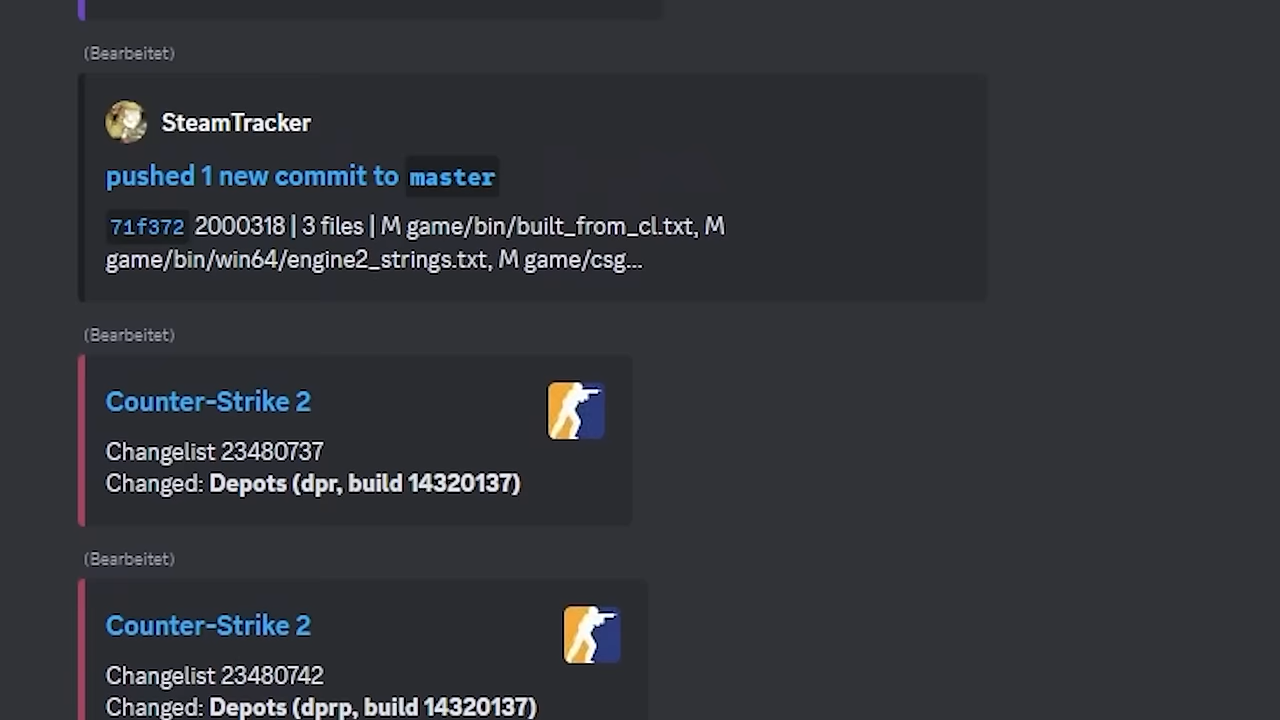 (Bearbeitet)
SteamTracker
pushed 1 new commit to master
71f372 2000318 | 3 files | M game/bin/built_from_cl.txt, M
game/bin/win64/engine2_strings.txt, M game/csg...
(Bearbeitet)
Counter-Strike 2
Changelist 23480737
Changed: Depots (dpr, build 14320137)
(Bearbeitet)
Counter-Strike 2
Changelist 23480742
Changed: Depots (dprp, build 14320137)